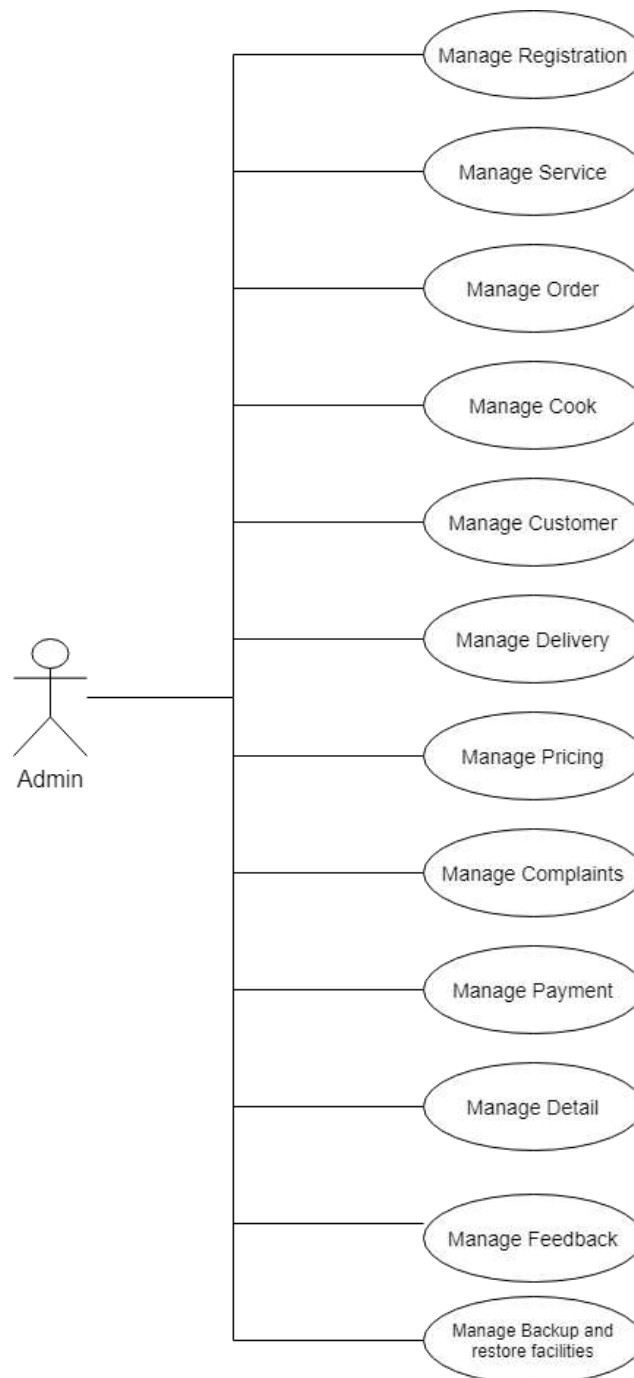 Manage Registration
Manage Service
Manage Order
Manage Cook
Manage Customer
Manage Delivery
Admin
Manage Pricing
Manage Complaints
Manage Payment
Manage Detail
Manage Feedback
Manage Backup and
restore facilities